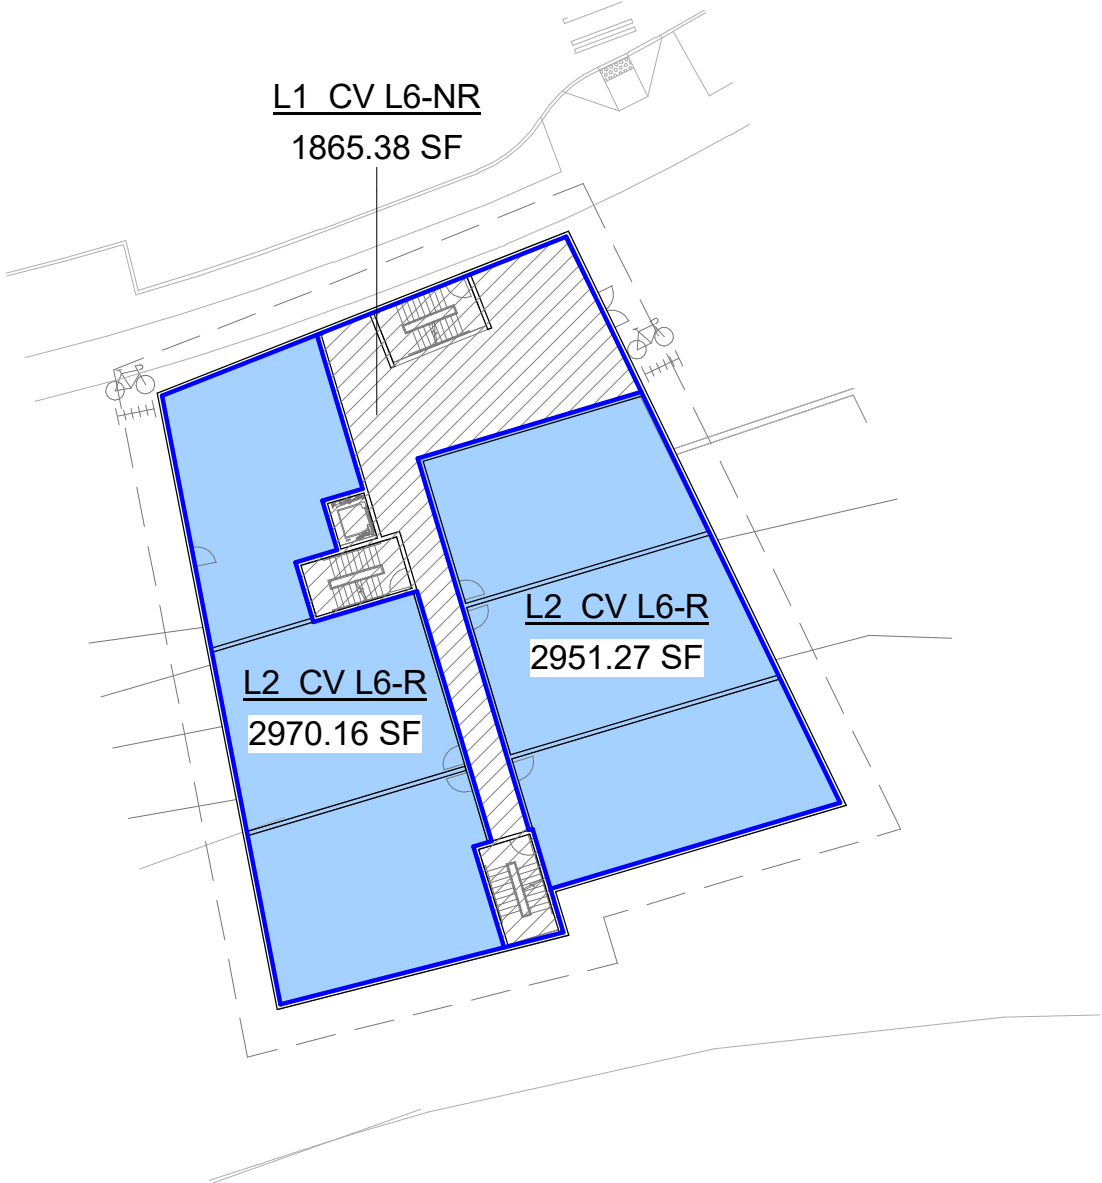 L1 CV L6-NR
1865.38 SF
L2 CV L6-R
2951.27 SF
L2 CV L6-R
2970.16 SF